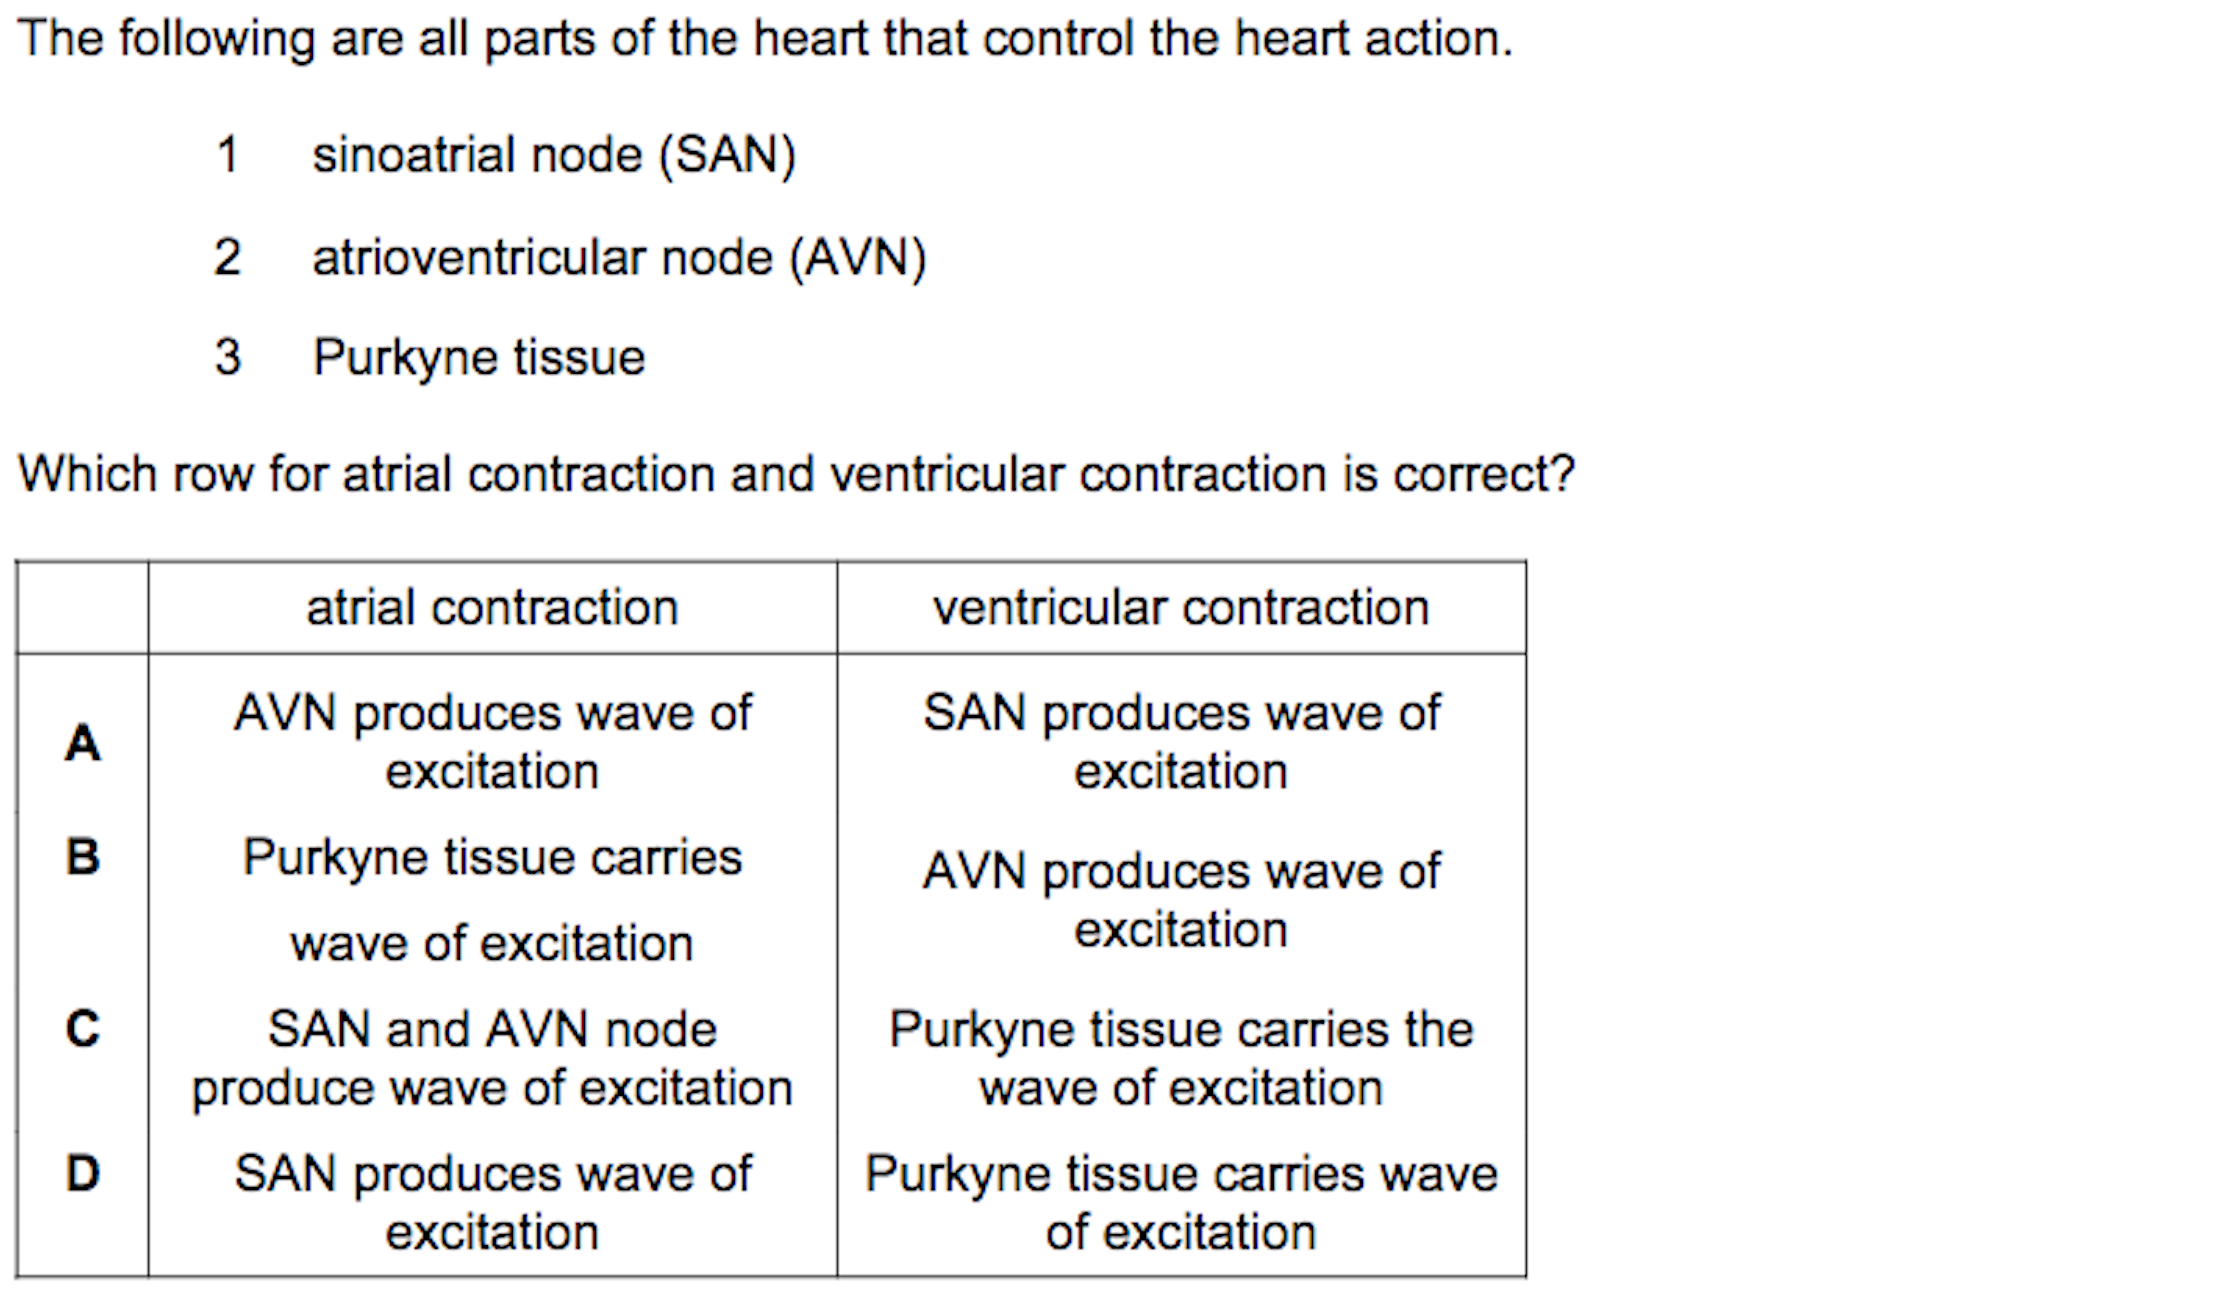 The following are all parts of the heart that control the heart action.
1 sinoatrial node (SAN)
2 atrioventricular node (AVN)
3 Purkyne tissue
Which row for atrial contraction and ventricular contraction is correct?
atrial contraction ventricular contraction
A
AVN produces wave of
excitation
SAN produces wave of
excitation
B
Purkyne tissue carries
wave of excitation
AVN produces wave of
excitation
C
SAN and AVN node
produce wave of excitation
Purkyne tissue carries the
wave of excitation
D
SAN produces wave of
excitation
Purkyne tissue carries wave
of excitation